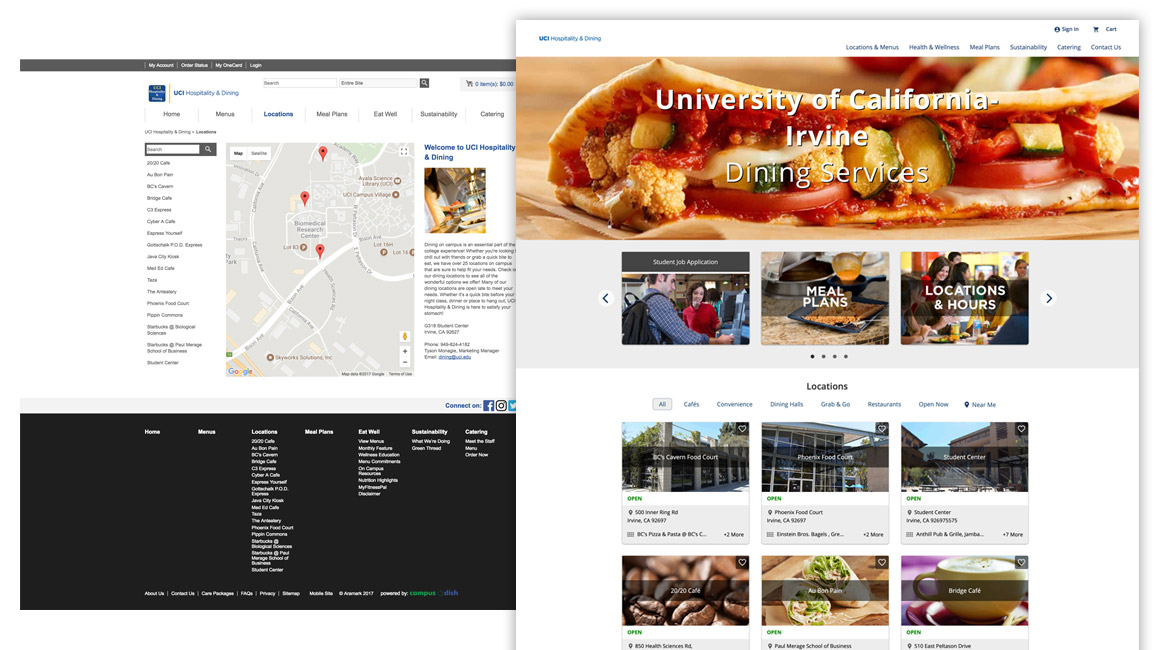 My Account | Order Status | My OneCard | Login
Search
Entire Site
0 item(s): $0.00
UCI Hospitality & Dining
UCI Hospitality & Dining
Home
Menus
Locations
Meal Plans
Eat Well
Sustainability
Catering
UCI Hospitality & Dining > Locations
Search
20/20 Cafe
Au Bon Pain
BC's Cavern
Bridge Cafe
C3 Express
Cyber A Cafe
Express Yourself
Gottschalk P.O.D. Express
Java City Kiosk
Med Ed Cafe
Taza
The Anteatery
Phoenix Food Court
Pippin Commons
Starbucks @ Biological
Sciences
Starbucks @ Paul Merage
School of Business
Student Center
Map
Satellite
Academy Way
California Ave
Ayala Science
Library (UCI)
UCI Campus Village
Biomedical
Research
Center
Lot 83
Lot 16H
Lot 16
E Peltason Dr
Bison Ave
California Ave
ty Park
Skyworks Solutions, Inc
Google
Map data ©2017 Google
Terms of Use
Welcome to UCI Hospitality
& Dining
Dining on campus is an essential part of the
college experience! Whether you're looking
chill out with friends or grab a quick bite to
eat, we have over 25 locations on campus
that are sure to help fit your needs. Check o
our dining locations to see all of the
wonderful options we offer! Many of our
dining locations are open late to meet your
needs. Whether it's a quick bite before your
night class, dinner or place to hang out, UCI
Hospitality & Dining is here to satisfy your
stomach!
G318 Student Center
Irvine, CA 92627
Phone: 949-824-4182
Tyson Monagle, Marketing Manager
Email: dining@uci.edu
Connect on:
Home
Menus
Locations
20/20 Cafe
Au Bon Pain
BC's Cavern
Bridge Cafe
C3 Express
Cyber A Cafe
Express Yourself
Gottschalk P.O.D.
Express
Java City Kiosk
Med Ed Cafe
Taza
The Anteatery
Phoenix Food Court
Pippin Commons
Starbucks @
Biological Sciences
Starbucks @ Paul
Merage School of
Business
Student Center
Meal Plans
Eat Well
View Menus
Monthly Feature
Wellness Education
Menu Commitments
On Campus
Resources
Nutrition Highlights
MyFitnessPal
Disclaimer
Sustainability
What We're Doing
Green Thread
Catering
Meet the Staff
Menu
Order Now
About Us | Contact Us | Care Packages | FAQs | Privacy | Sitemap
Mobile Site
© Aramark 2017
powered by: campus dish
UCI Hospitality & Dining
Sign In
Cart
Locations & Menus
Health & Wellness
Meal Plans
Sustainability
Catering
Contact Us
University of California-
Irvine
Dining Services
Student Job Application
MEAL
PLANS
LOCATIONS
& HOURS
Locations
All
Cafés
Convenience
Dining Halls
Grab & Go
Restaurants
Open Now
Near Me
BC's Cavern Food Court
OPEN
500 Inner Ring Rd
Irvine, CA 92697
BC's Pizza & Pasta @ BC's C...
+2 More
Phoenix Food Court
OPEN
Phoenix Food Court
Irvine, CA 92697
Einstein Bros. Bagels , Gre...
+2 More
Student Center
OPEN
Student Center
Irvine, CA 926975575
Anthill Pub & Grille, Jamba...
+7 More
20/20 Café
OPEN
850 Health Sciences Rd,
Au Bon Pain
OPEN
Paul Merage School of Business
Bridge Café
OPEN
510 East Peltason Drive